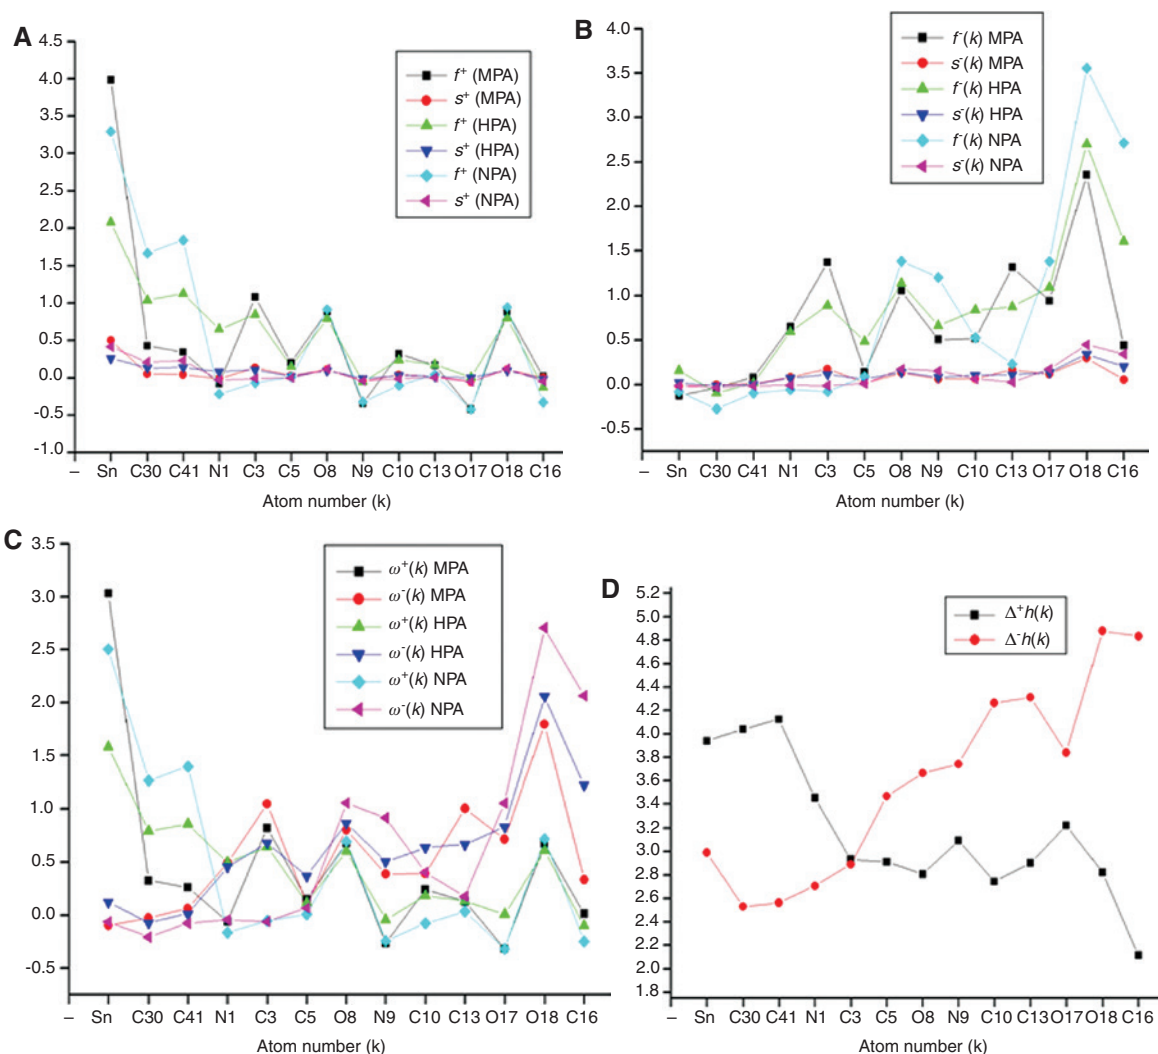 A
4.5
4.0
3.5
3.0
2.5
2.0
1.5
1.0
0.5
0.0
-0.5
-1.0
f⁺ (MPA)
s⁺ (MPA)
f⁺ (HPA)
s⁺ (HPA)
f⁺ (NPA)
s⁺ (NPA)
– Sn C30 C41 N1 C3 C5 O8 N9 C10 C13 O17 O18 C16
Atom number (k)
B
4.0
3.5
3.0
2.5
2.0
1.5
1.0
0.5
0.0
-0.5
f⁻(k) MPA
s⁻(k) MPA
f⁻(k) HPA
s⁻(k) HPA
f⁻(k) NPA
s⁻(k) NPA
– Sn C30 C41 N1 C3 C5 O8 N9 C10 C13 O17 O18 C16
Atom number (k)
C
3.5
3.0
2.5
2.0
1.5
1.0
0.5
0.0
-0.5
ω⁺(k) MPA
ω⁻(k) MPA
ω⁺(k) HPA
ω⁻(k) HPA
ω⁺(k) NPA
ω⁻(k) NPA
– Sn C30 C41 N1 C3 C5 O8 N9 C10 C13 O17 O18 C16
Atom number (k)
D
5.2
5.0
4.8
4.6
4.4
4.2
4.0
3.8
3.6
3.4
3.2
3.0
2.8
2.6
2.4
2.2
2.0
1.8
Δ⁺h(k)
Δ⁻h(k)
– Sn C30 C41 N1 C3 C5 O8 N9 C10 C13 O17 O18 C16
Atom number (k)